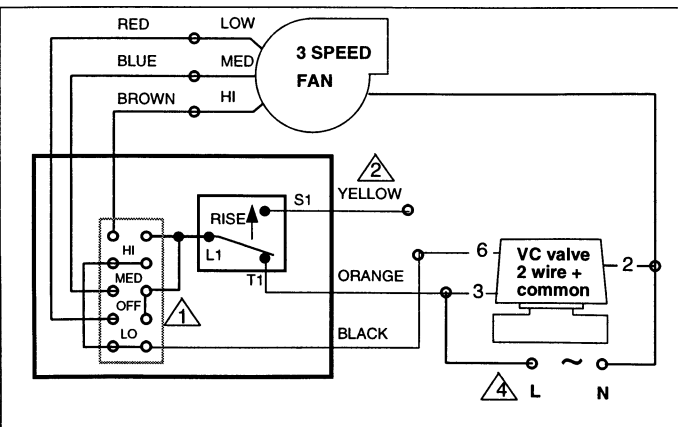 RED LOW
BLUE MED
BROWN HI
3 SPEED
FAN
2
YELLOW
S1
RISE
L1
T1
HI
MED
OFF
LO
1
ORANGE
BLACK
6
3
VC valve
2 wire +
common
2
4
L ~ N